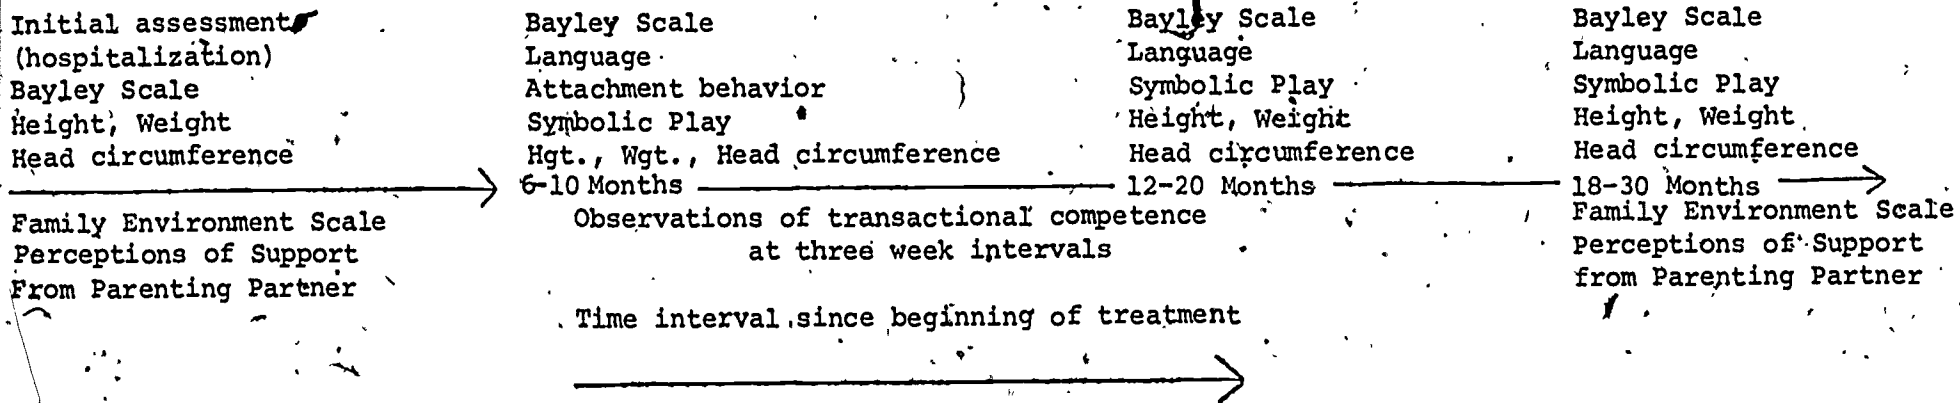 Initial assessment
(hospitalization)
Bayley Scale
Height, Weight
Head circumference
Family Environment Scale
Perceptions of Support
From Parenting Partner
Bayley Scale
Language
Attachment behavior
Symbolic Play
Hgt., Wgt., Head circumference
6-10 Months
Observations of transactional competence
at three week intervals
Time interval since beginning of treatment
Bayley Scale
Language
Symbolic Play
Height, Weight
Head circumference
12-20 Months
Bayley Scale
Language
Symbolic Play
Height, Weight
Head circumference
18-30 Months
Family Environment Scale
Perceptions of Support
from Parenting Partner